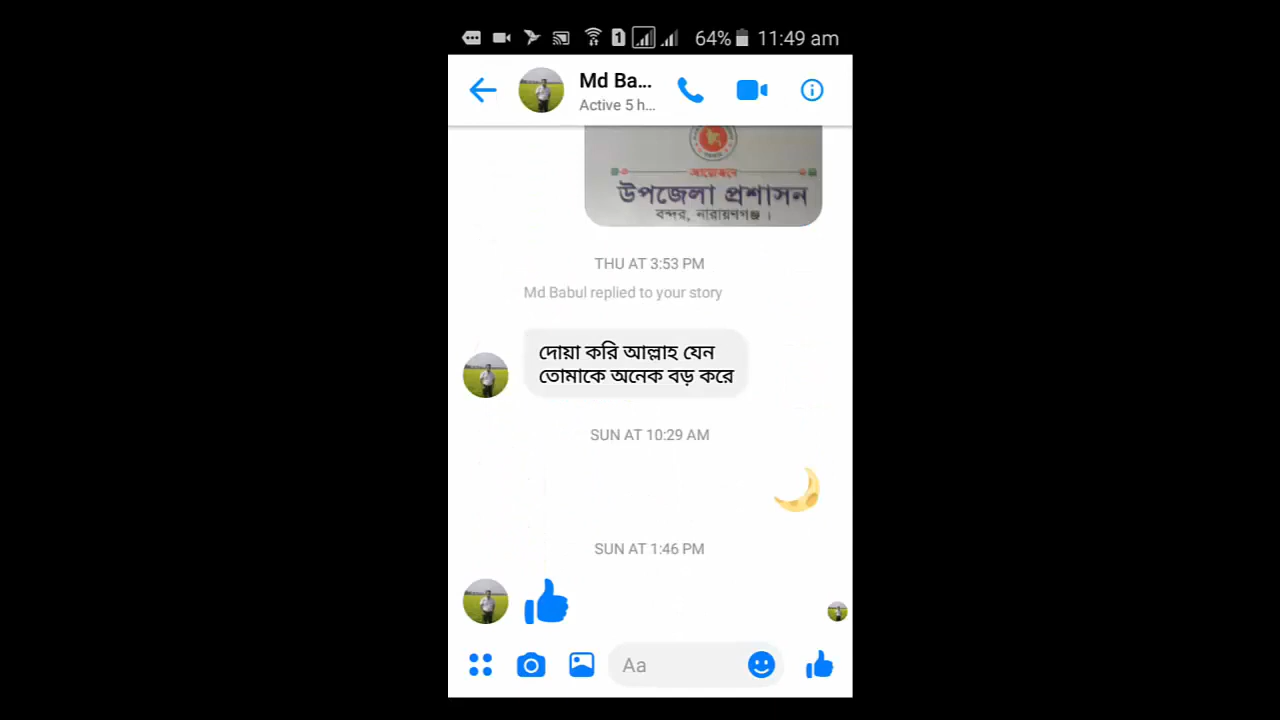 64% 11:49 am
Md Ba...
Active 5 h...
আয়োজনে
উপজেলা প্রশাসন
বন্দর, নারায়ণগঞ্জ ।
THU AT 3:53 PM
Md Babul replied to your story
দোয়া করি আল্লাহ যেন
তোমাকে অনেক বড় করে
SUN AT 10:29 AM
SUN AT 1:46 PM
Aa